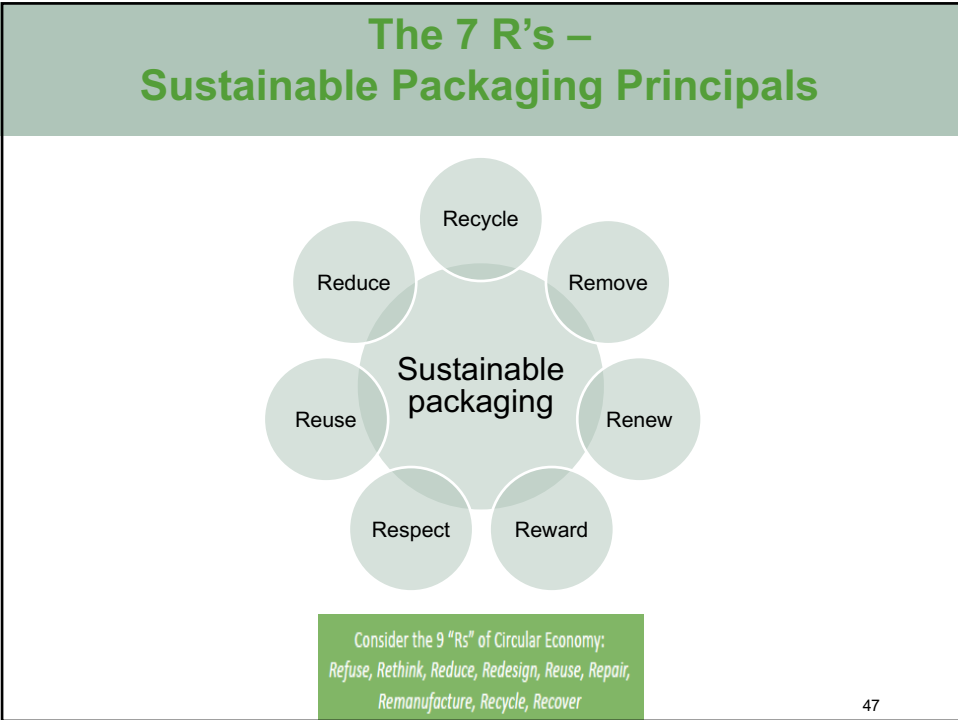 The 7 R’s –
Sustainable Packaging Principals
Recycle
Reduce
Remove
Sustainable
packaging
Reuse
Renew
Respect
Reward
Consider the 9 “Rs” of Circular Economy:
Refuse, Rethink, Reduce, Redesign, Reuse, Repair,
Remanufacture, Recycle, Recover
47